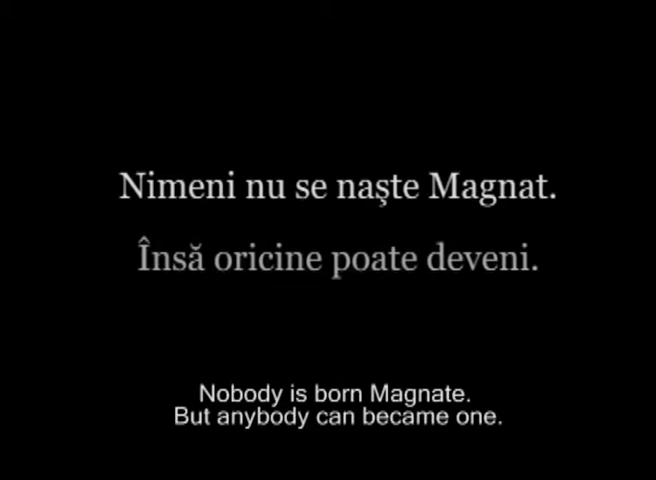 Nimeni nu se naşte Magnat.
Însă oricine poate deveni.
Nobody is born Magnate.
But anybody can became one.